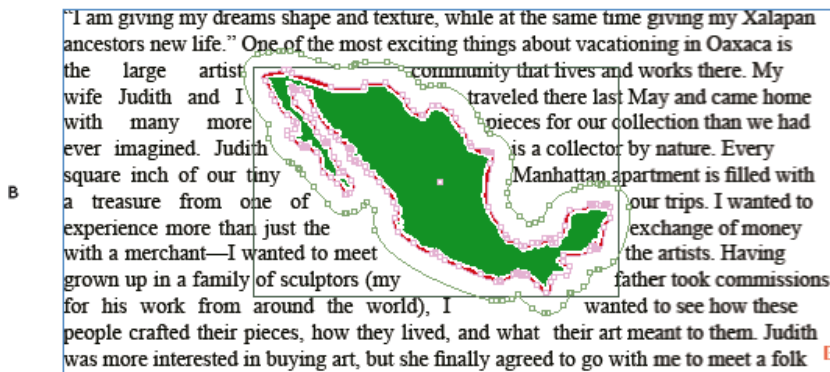 “I am giving my dreams shape and texture, while at the same time giving my Xalapan
ancestors new life.” One of the most exciting things about vacationing in Oaxaca is
the large artist community that lives and works there. My
wife Judith and I traveled there last May and came home
with many more pieces for our collection than we had
ever imagined. Judith is a collector by nature. Every
square inch of our tiny Manhattan apartment is filled with
B
a treasure from one of our trips. I wanted to
experience more than just the exchange of money
with a merchant—I wanted to meet the artists. Having
grown up in a family of sculptors (my father took commissions
for his work from around the world), I wanted to see how these
people crafted their pieces, how they lived, and what their art meant to them. Judith
was more interested in buying art, but she finally agreed to go with me to meet a folk